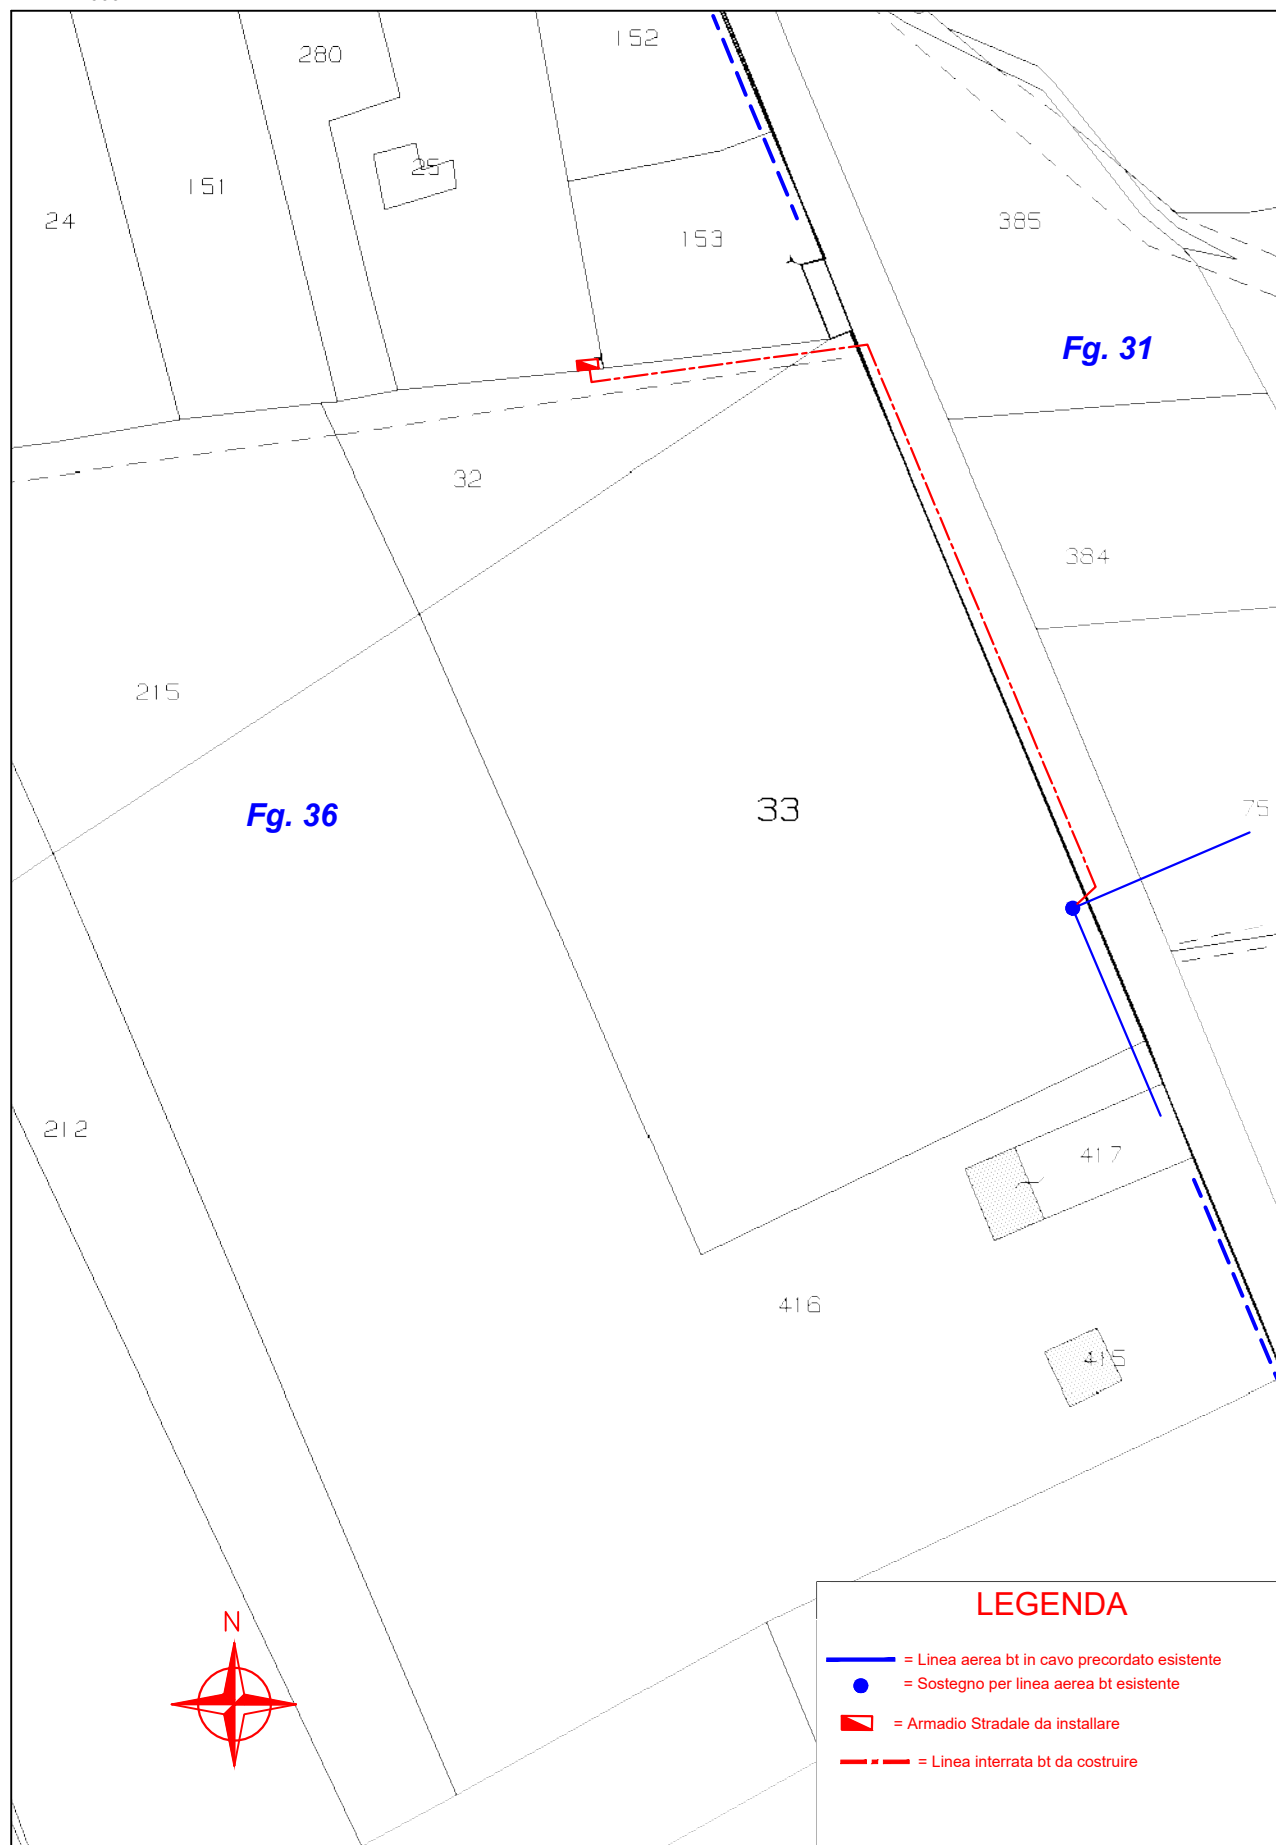 280
152
25
151
24
153
385
Fg. 31
32
384
215
Fg. 36
33
75
212
417
416
415
N
LEGENDA
= Linea aerea bt in cavo precordato esistente
= Sostegno per linea aerea bt esistente
= Armadio Stradale da installare
= Linea interrata bt da costruire